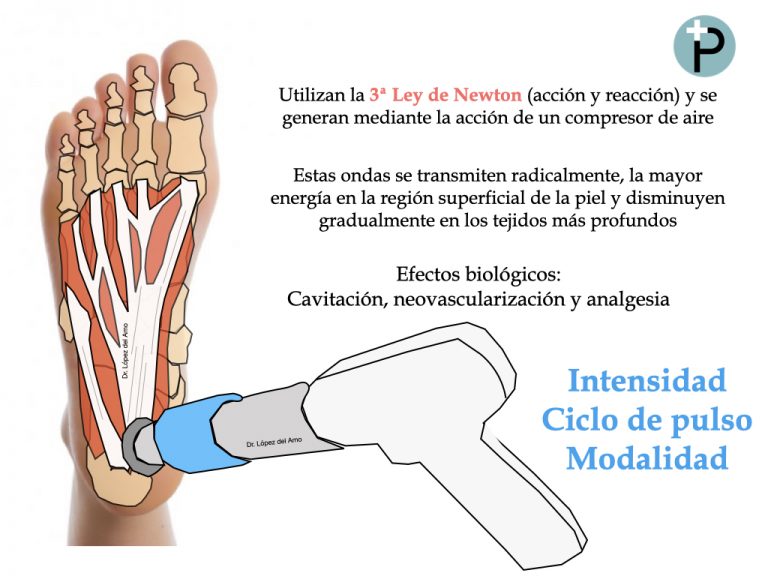 Utilizan la 3ª Ley de Newton (acción y reacción) y se
generan mediante la acción de un compresor de aire
Estas ondas se transmiten radicalmente, la mayor
energía en la región superficial de la piel y disminuyen
gradualmente en los tejidos más profundos
Efectos biológicos:
Cavitación, neovascularización y analgesia
Intensidad
Ciclo de pulso
Modalidad
Dr. López del Amo
Dr. López del Amo
P